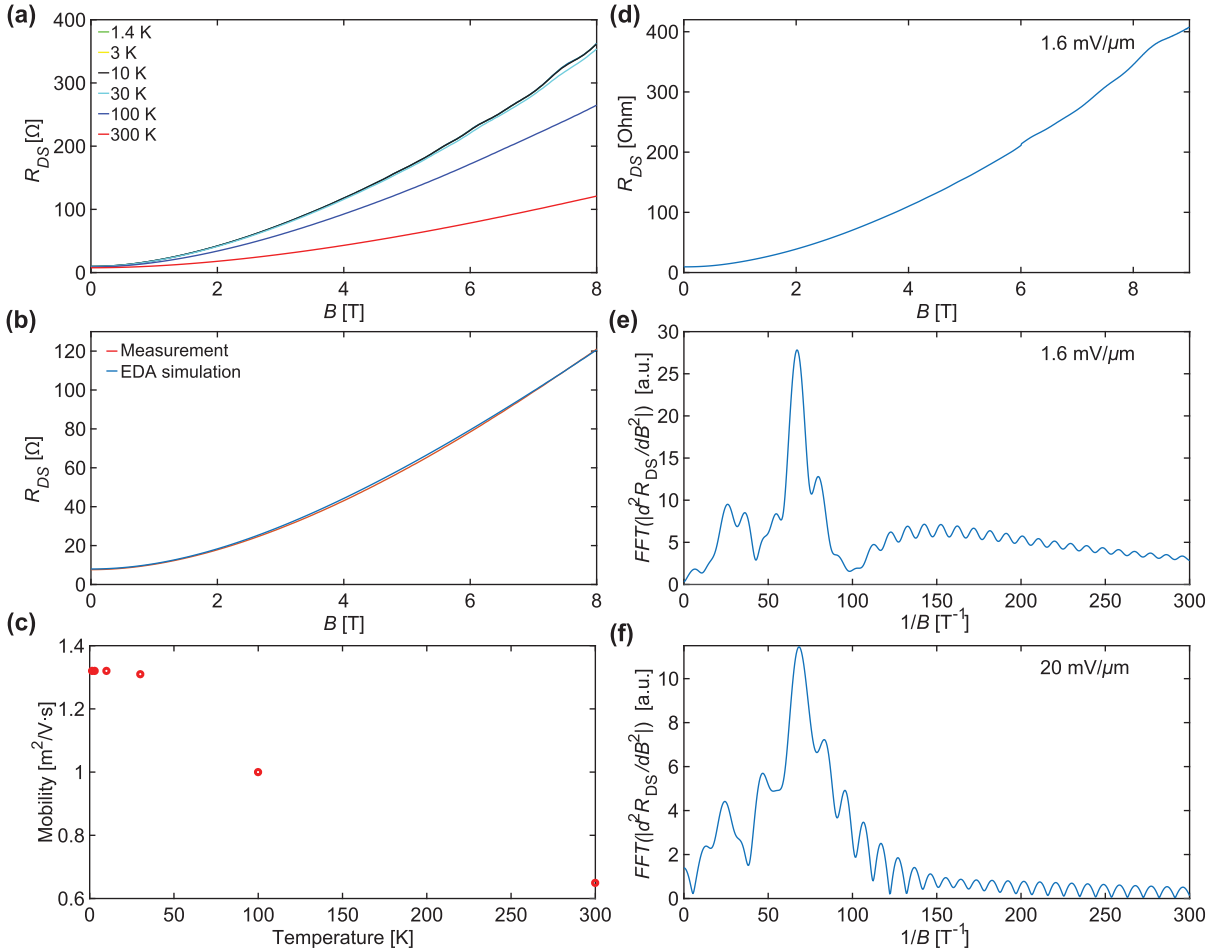 (a)
400
300
200
100
0
R_DS [Ω]
1.4 K
3 K
10 K
30 K
100 K
300 K
0 2 4 6 8
B [T]
(b)
120
100
80
60
40
20
0
R_DS [Ω]
Measurement
EDA simulation
0 2 4 6 8
B [T]
(c)
1.4
1.2
1
0.8
0.6
Mobility [m²/V·s]
0 50 100 150 200 250 300
Temperature [K]
(d)
400
300
200
100
0
R_DS [Ohm]
1.6 mV/µm
0 2 4 6 8
B [T]
(e)
30
25
20
15
10
5
0
FFT(|d²R_DS/dB²|) [a.u.]
1.6 mV/µm
0 50 100 150 200 250 300
1/B [T⁻¹]
(f)
10
8
6
4
2
0
FFT(|d²R_DS/dB²|) [a.u.]
20 mV/µm
0 50 100 150 200 250 300
1/B [T⁻¹]